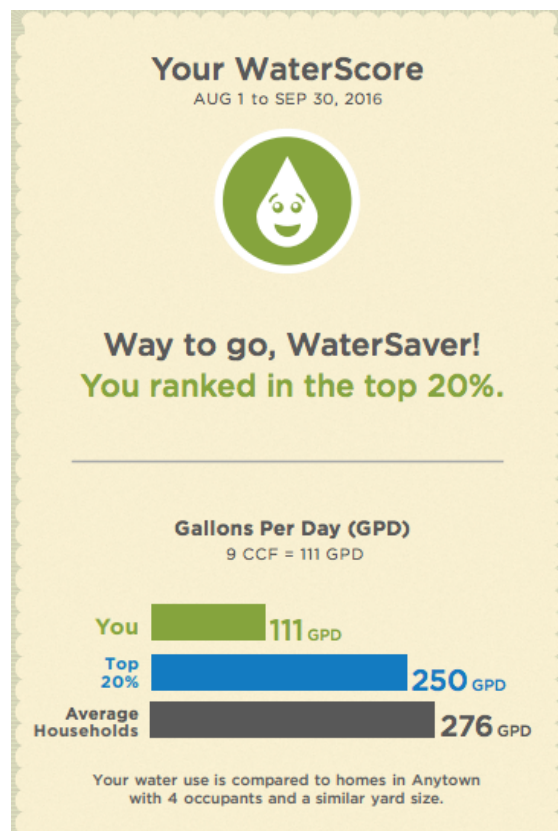 Your WaterScore
AUG 1 to SEP 30, 2016
Way to go, WaterSaver!
You ranked in the top 20%.
Gallons Per Day (GPD)
9 CCF = 111 GPD
You 111 GPD
Top
20% 250 GPD
Average
Households 276 GPD
Your water use is compared to homes in Anytown
with 4 occupants and a similar yard size.